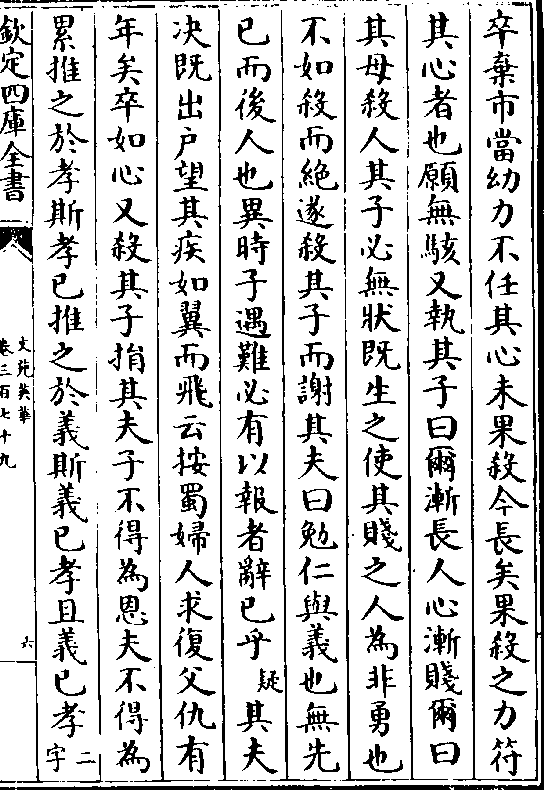 卒棄市當幼力不任其心未果殺今長矣果殺之力符
其心者也願無駭又執其子曰爾漸長人心漸賤爾曰
其母殺人其子必無狀既生之使其賤之人為非勇也
不如殺而絶遂殺其子而謝其夫曰勉仁與義也無先
已而後人也異時子遇難必有以報者辭已乎疑其夫
决既出户望其疾如翼而飛云按蜀婦人求復父仇有
年矣卒如心又殺其子捐其夫子不得為恩夫不得為
累推之於孝斯孝已推之於義斯義已孝且義已孝二字
欽定四庫全書
文苑英華
卷三百七十九
六